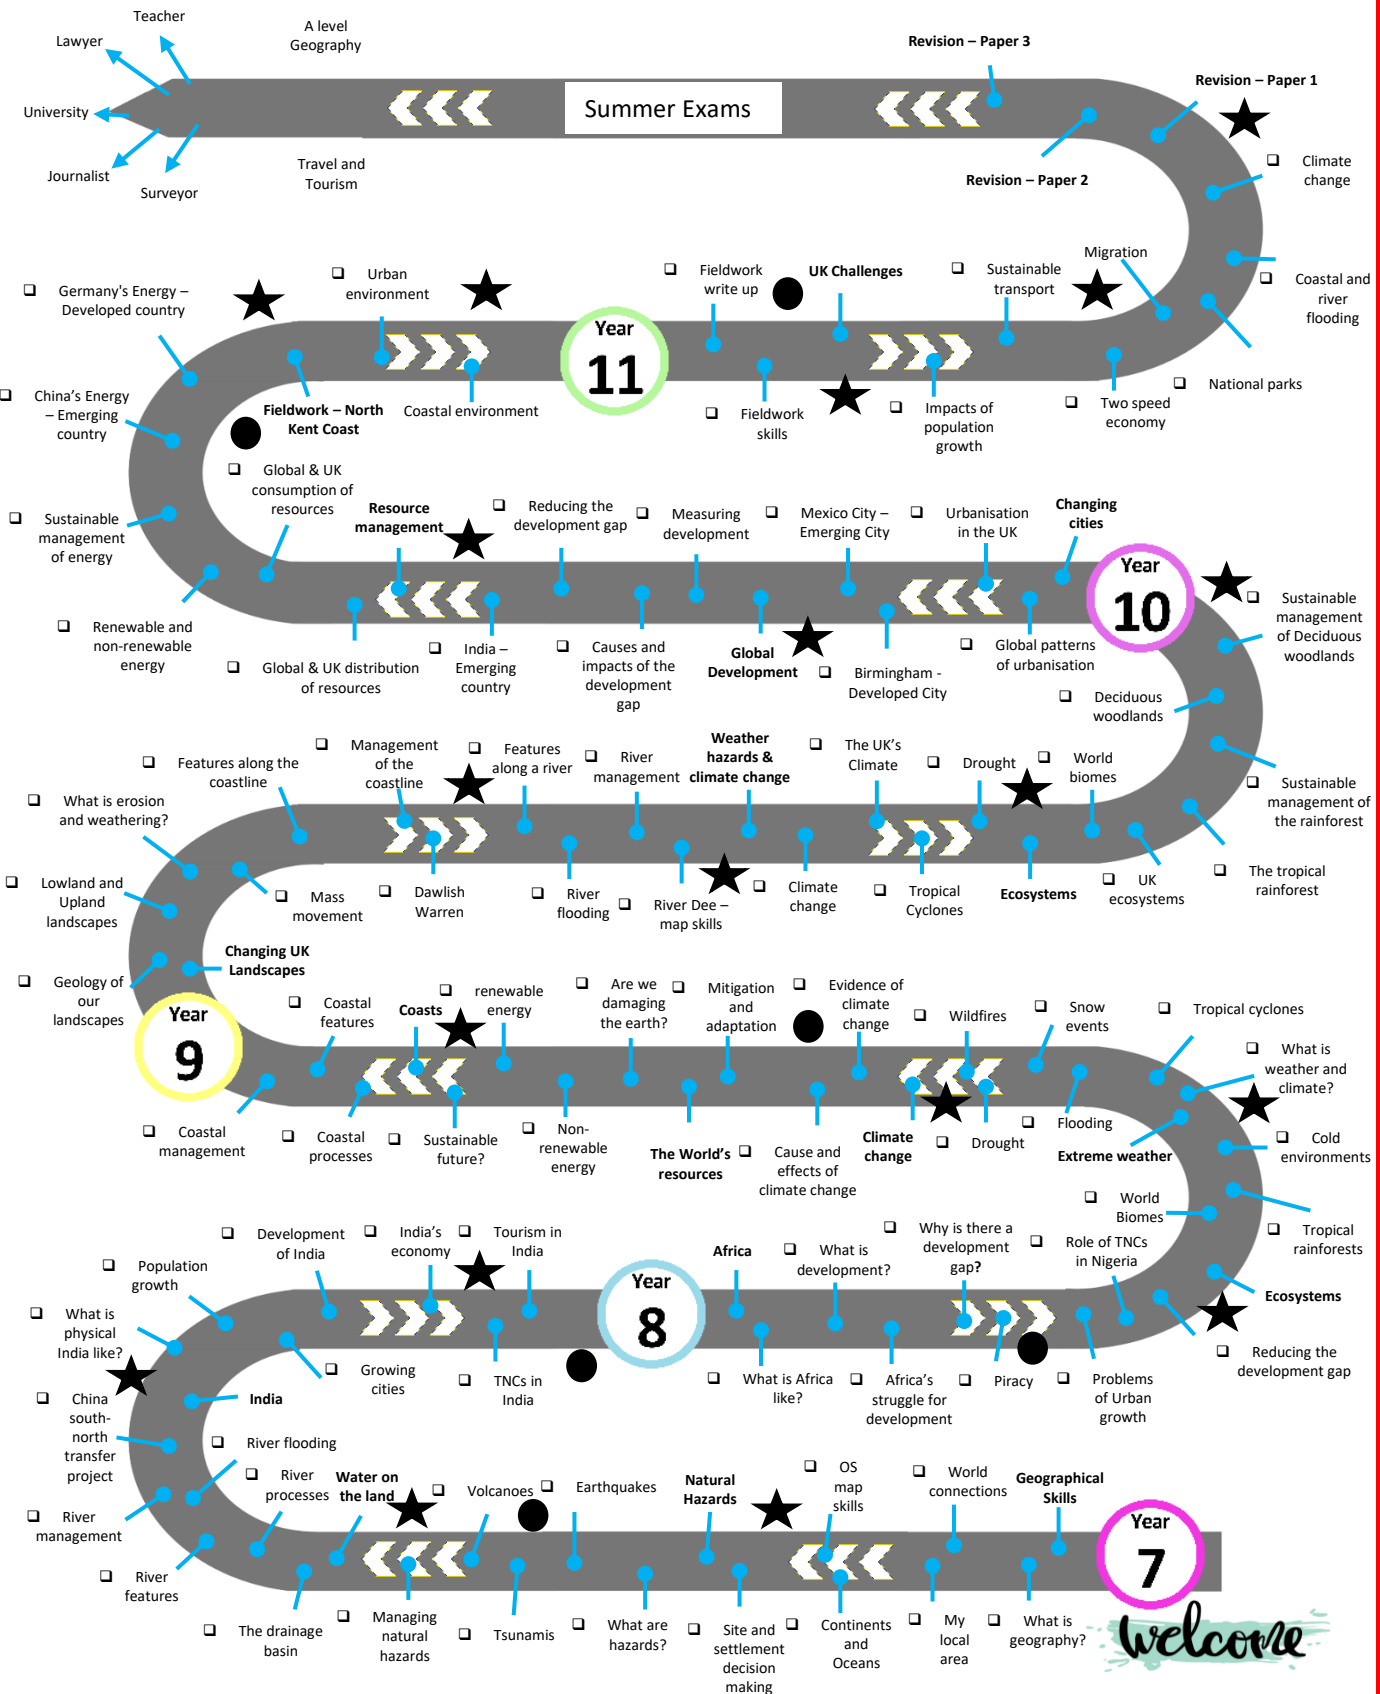 Teacher
Lawyer
University
Journalist
Surveyor
A level
Geography
Travel and
Tourism
Summer Exams
Revision – Paper 3
Revision – Paper 2
Revision – Paper 1
Climate
change
Coastal and
river
flooding
National parks
Migration
Two speed
economy
Sustainable
transport
Impacts of
population
growth
UK Challenges
Fieldwork
skills
Fieldwork
write up
Year
11
Coastal environment
Urban
environment
Fieldwork – North
Kent Coast
Germany's Energy –
Developed country
China's Energy
– Emerging
country
Sustainable
management
of energy
Renewable and
non-renewable
energy
Global & UK
consumption of
resources
Global & UK distribution
of resources
Resource
management
India –
Emerging
country
Reducing the
development gap
Causes and
impacts of the
development
gap
Measuring
development
Global
Development
Mexico City –
Emerging City
Birmingham -
Developed City
Urbanisation
in the UK
Global patterns
of urbanisation
Changing
cities
Year
10
Sustainable
management
of Deciduous
woodlands
Deciduous
woodlands
Sustainable
management of
the rainforest
The tropical
rainforest
UK
ecosystems
World
biomes
Ecosystems
Drought
Tropical
Cyclones
The UK's
Climate
Climate
change
Weather
hazards &
climate change
River Dee –
map skills
River
management
River
flooding
Features
along a river
Dawlish
Warren
Management
of the
coastline
Features along the
coastline
Mass
movement
What is erosion
and weathering?
Lowland and
Upland
landscapes
Geology of
our
landscapes
Changing UK
Landscapes
Year
9
Coastal
management
Coastal
features
Coastal
processes
Coasts
Sustainable
future?
renewable
energy
Non-
renewable
energy
Are we
damaging
the earth?
The World's
resources
Mitigation
and
adaptation
Cause and
effects of
climate change
Evidence of
climate
change
Climate
change
Wildfires
Drought
Snow
events
Flooding
Tropical cyclones
What is
weather and
climate?
Extreme weather
Cold
environments
Tropical
rainforests
World
Biomes
Ecosystems
Reducing the
development gap
Role of TNCs
in Nigeria
Problems
of Urban
growth
Piracy
Why is there a
development
gap?
Africa's
struggle for
development
What is
development?
What is Africa
like?
Africa
Year
8
Tourism in
India
TNCs in
India
India's
economy
Development
of India
Growing
cities
Population
growth
What is
physical
India like?
India
China
south-
north
transfer
project
River flooding
River
management
River
features
River
processes
The drainage
basin
Water on
the land
Managing
natural
hazards
Volcanoes
Tsunamis
Earthquakes
What are
hazards?
Natural
Hazards
Site and
settlement
decision
making
OS
map
skills
Continents
and
Oceans
World
connections
My
local
area
Geographical
Skills
What is
geography?
Year
7
welcome